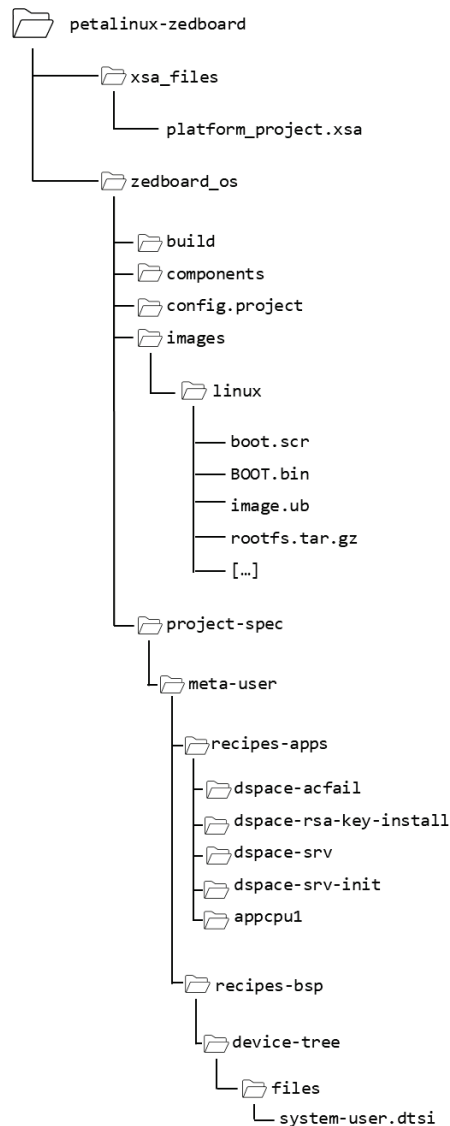 petalinux-zedboard
xsa_files
platform_project.xsa
zedboard_os
build
components
config.project
images
linux
boot.scr
BOOT.bin
image.ub
rootfs.tar.gz
[…]
project-spec
meta-user
recipes-apps
dspace-acfail
dspace-rsa-key-install
dspace-srv
dspace-srv-init
appcpu1
recipes-bsp
device-tree
files
system-user.dtsi